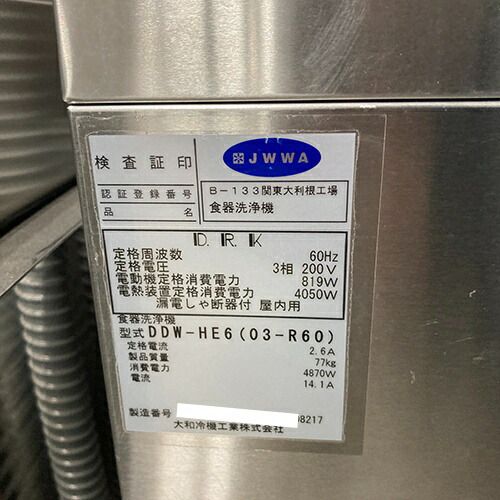 検査証印
JWWA
認証登録番号
B-133関東大利根工場
品名
食器洗浄機
D.R.K
定格周波数 60Hz
定格電圧 3相 200V
電動機定格消費電力 819W
電熱装置定格消費電力 4050W
漏電しゃ断器付 屋内用
食器洗浄機
型式 DDW-HE6(03-R60)
定格電流 2.6A
製品質量 77kg
消費電力 4870W
電流 14.1A
製造番号 8217
大和冷機工業株式会社